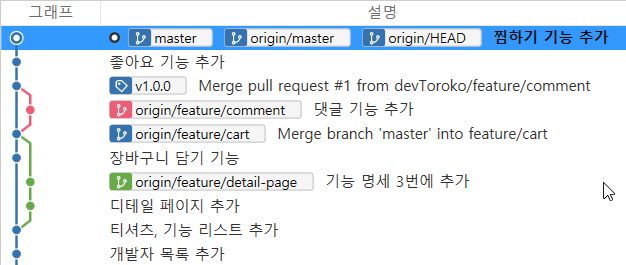 그래프 설명
master origin/master origin/HEAD 찜하기 기능 추가
좋아요 기능 추가
v1.0.0 Merge pull request #1 from devToroko/feature/comment
origin/feature/comment 댓글 기능 추가
origin/feature/cart Merge branch 'master' into feature/cart
장바구니 담기 기능
origin/feature/detail-page 기능 명세 3번에 추가
디테일 페이지 추가
티셔츠, 기능 리스트 추가
개발자 목록 추가